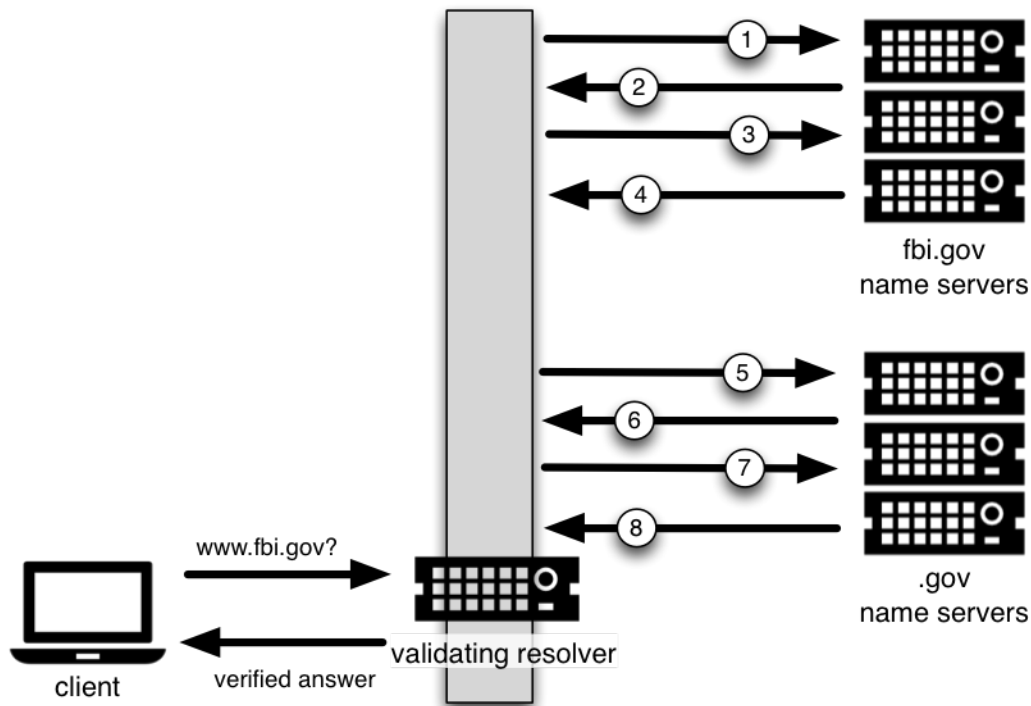 1
2
3
4
fbi.gov
name servers
5
6
7
8
.gov
name servers
www.fbi.gov?
validating resolver
verified answer
client